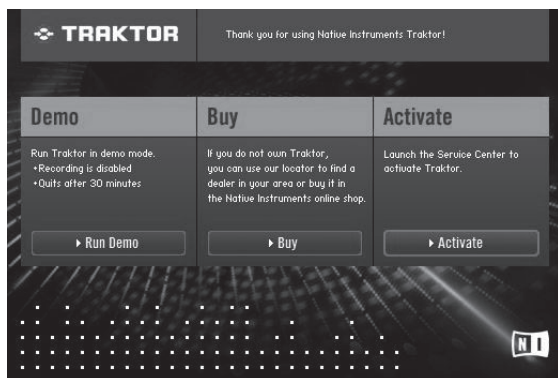 TRAKTOR
Thank you for using Native Instruments Traktor!
Demo
Run Traktor in demo mode.
•Recording is disabled
•Quits after 30 minutes
Run Demo
Buy
If you do not own Traktor,
you can use our locator to find a
dealer in your area or buy it in
the Native Instruments online shop.
Buy
Activate
Launch the Service Center to
activate Traktor.
Activate
N I